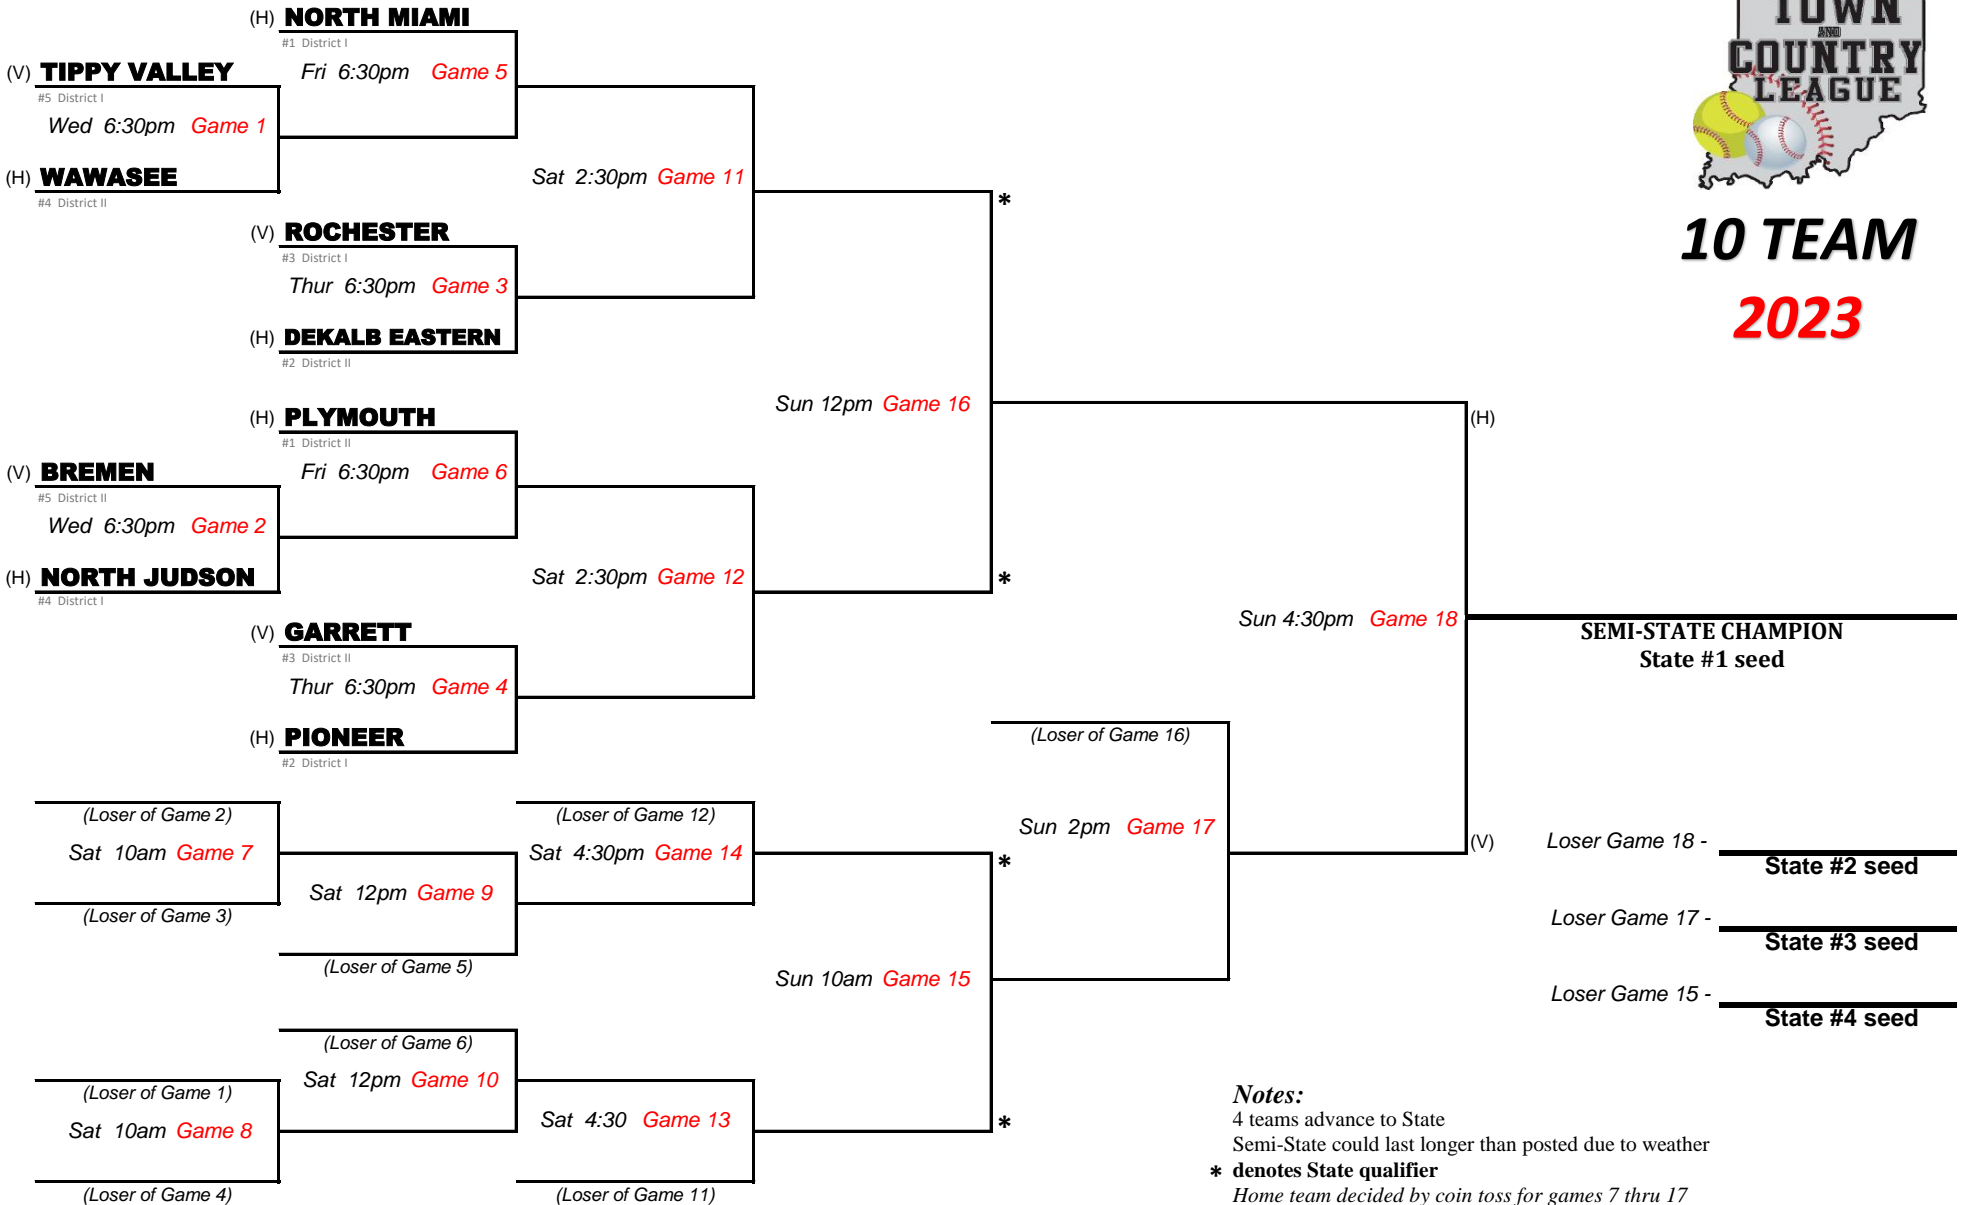 TOWN
AND
COUNTRY
LEAGUE
10 TEAM
2023
(H) NORTH MIAMI
#1 District I
Fri 6:30pm Game 5
(V) TIPPY VALLEY
#5 District I
Wed 6:30pm Game 1
(H) WAWASEE
#4 District II
Sat 2:30pm Game 11
*
(V) ROCHESTER
#3 District I
Thur 6:30pm Game 3
(H) DEKALB EASTERN
#2 District II
Sun 12pm Game 16
(H)
(H) PLYMOUTH
#1 District II
Fri 6:30pm Game 6
(V) BREMEN
#5 District II
Wed 6:30pm Game 2
(H) NORTH JUDSON
#4 District I
Sat 2:30pm Game 12
*
(V) GARRETT
#3 District II
Thur 6:30pm Game 4
(H) PIONEER
#2 District I
Sun 4:30pm Game 18
SEMI-STATE CHAMPION
State #1 seed
(Loser of Game 16)
Sun 2pm Game 17
(V)
(Loser of Game 2)
Sat 10am Game 7
(Loser of Game 3)
Sat 12pm Game 9
(Loser of Game 5)
(Loser of Game 12)
Sat 4:30pm Game 14
*
Sun 10am Game 15
Loser Game 18 -
State #2 seed
Loser Game 17 -
State #3 seed
Loser Game 15 -
State #4 seed
(Loser of Game 6)
Sat 12pm Game 10
(Loser of Game 1)
Sat 10am Game 8
(Loser of Game 4)
Sat 4:30 Game 13
*
(Loser of Game 11)
Notes:
4 teams advance to State
Semi-State could last longer than posted due to weather
* denotes State qualifier
Home team decided by coin toss for games 7 thru 17